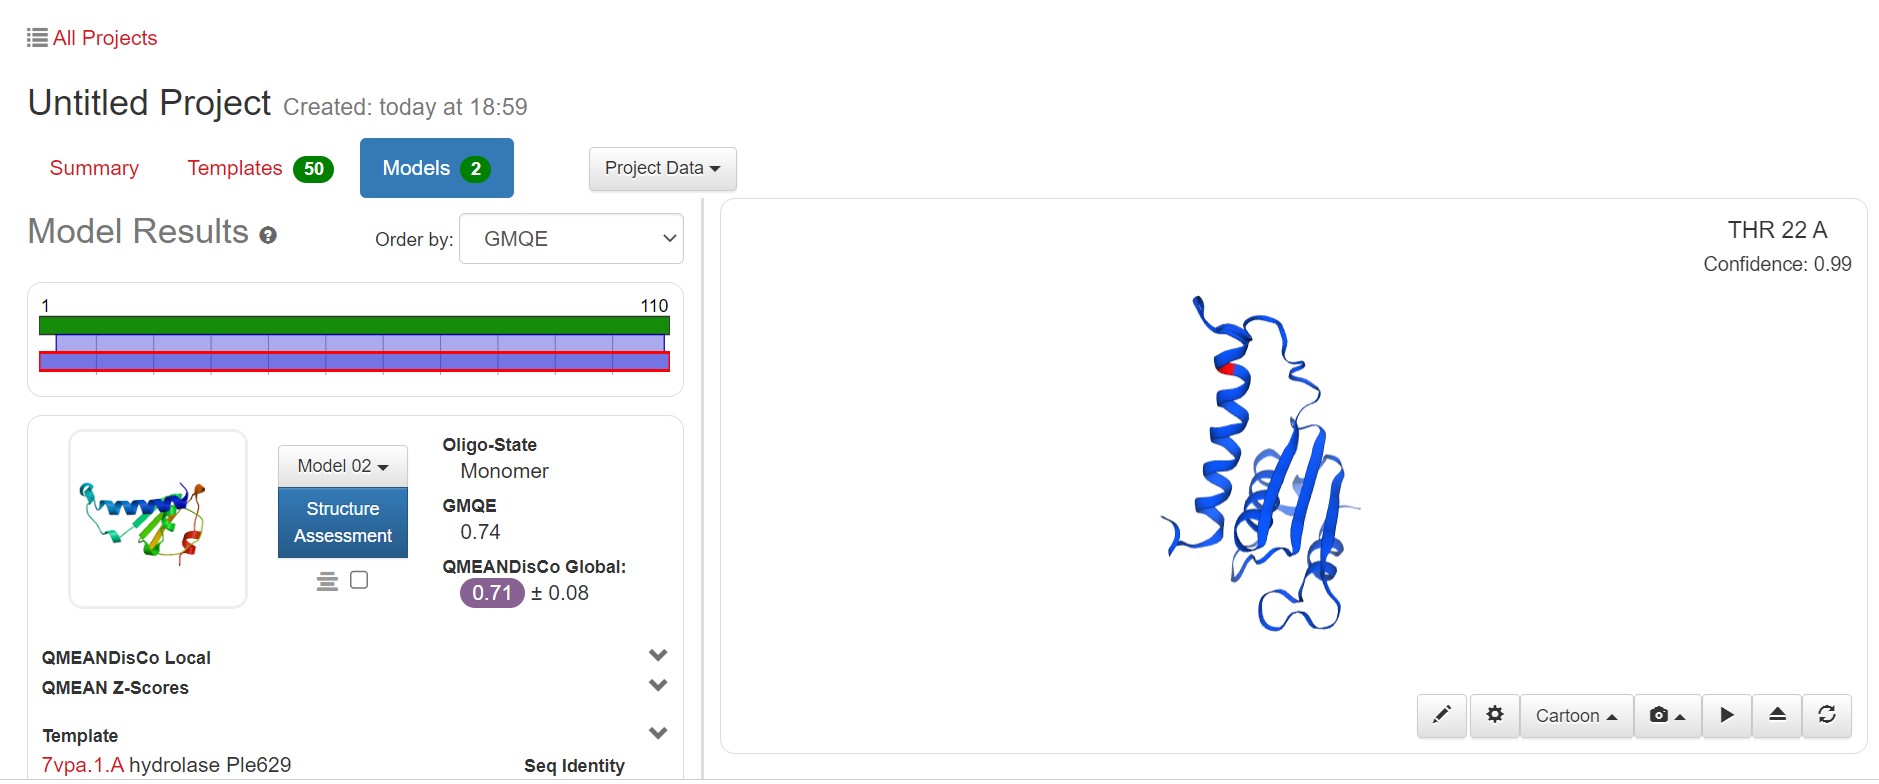 All Projects
Untitled Project Created: today at 18:59
Summary Templates 50 Models 2 Project Data
Model Results ?
Order by: GMQE
1 110
Model 02
Structure
Assessment
Oligo-State
Monomer
GMQE
0.74
QMEANDisCo Global:
0.71 ± 0.08
QMEANDisCo Local
QMEAN Z-Scores
Template
7vpa.1.A hydrolase Ple629
Seq Identity
THR 22 A
Confidence: 0.99
Cartoon